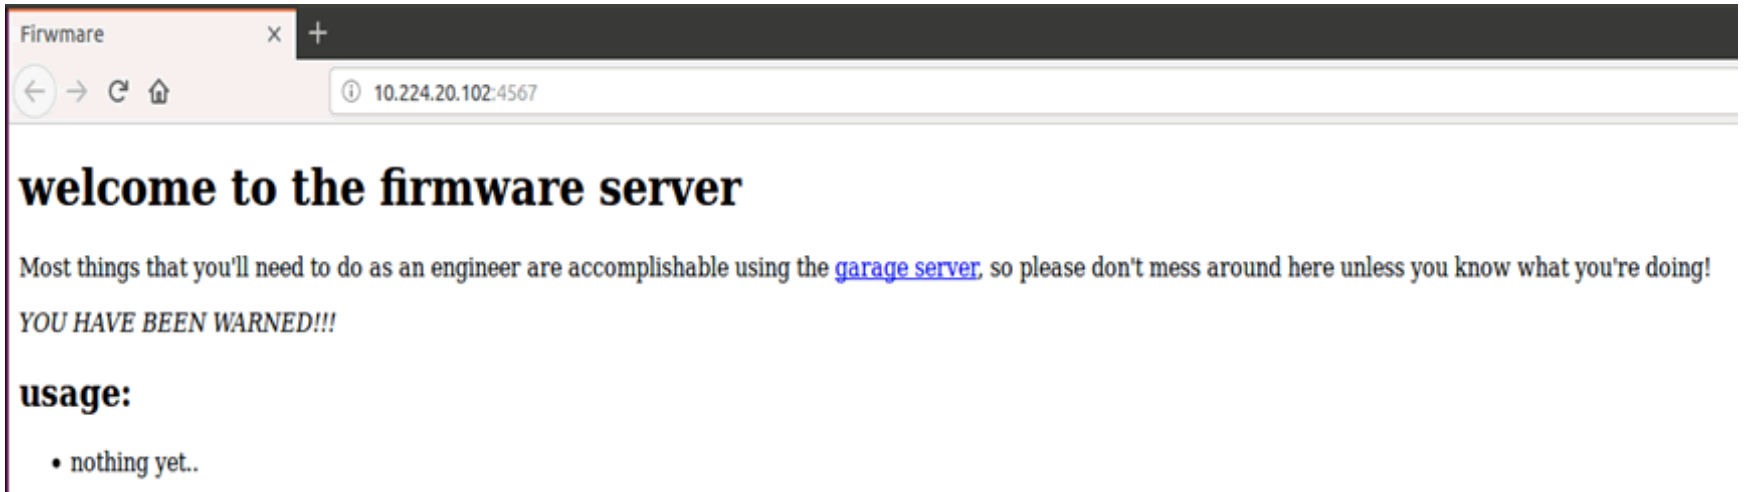 Firwmare
10.224.20.102:4567
welcome to the firmware server
Most things that you'll need to do as an engineer are accomplishable using the garage server, so please don't mess around here unless you know what you're doing!
YOU HAVE BEEN WARNED!!!
usage:
• nothing yet..